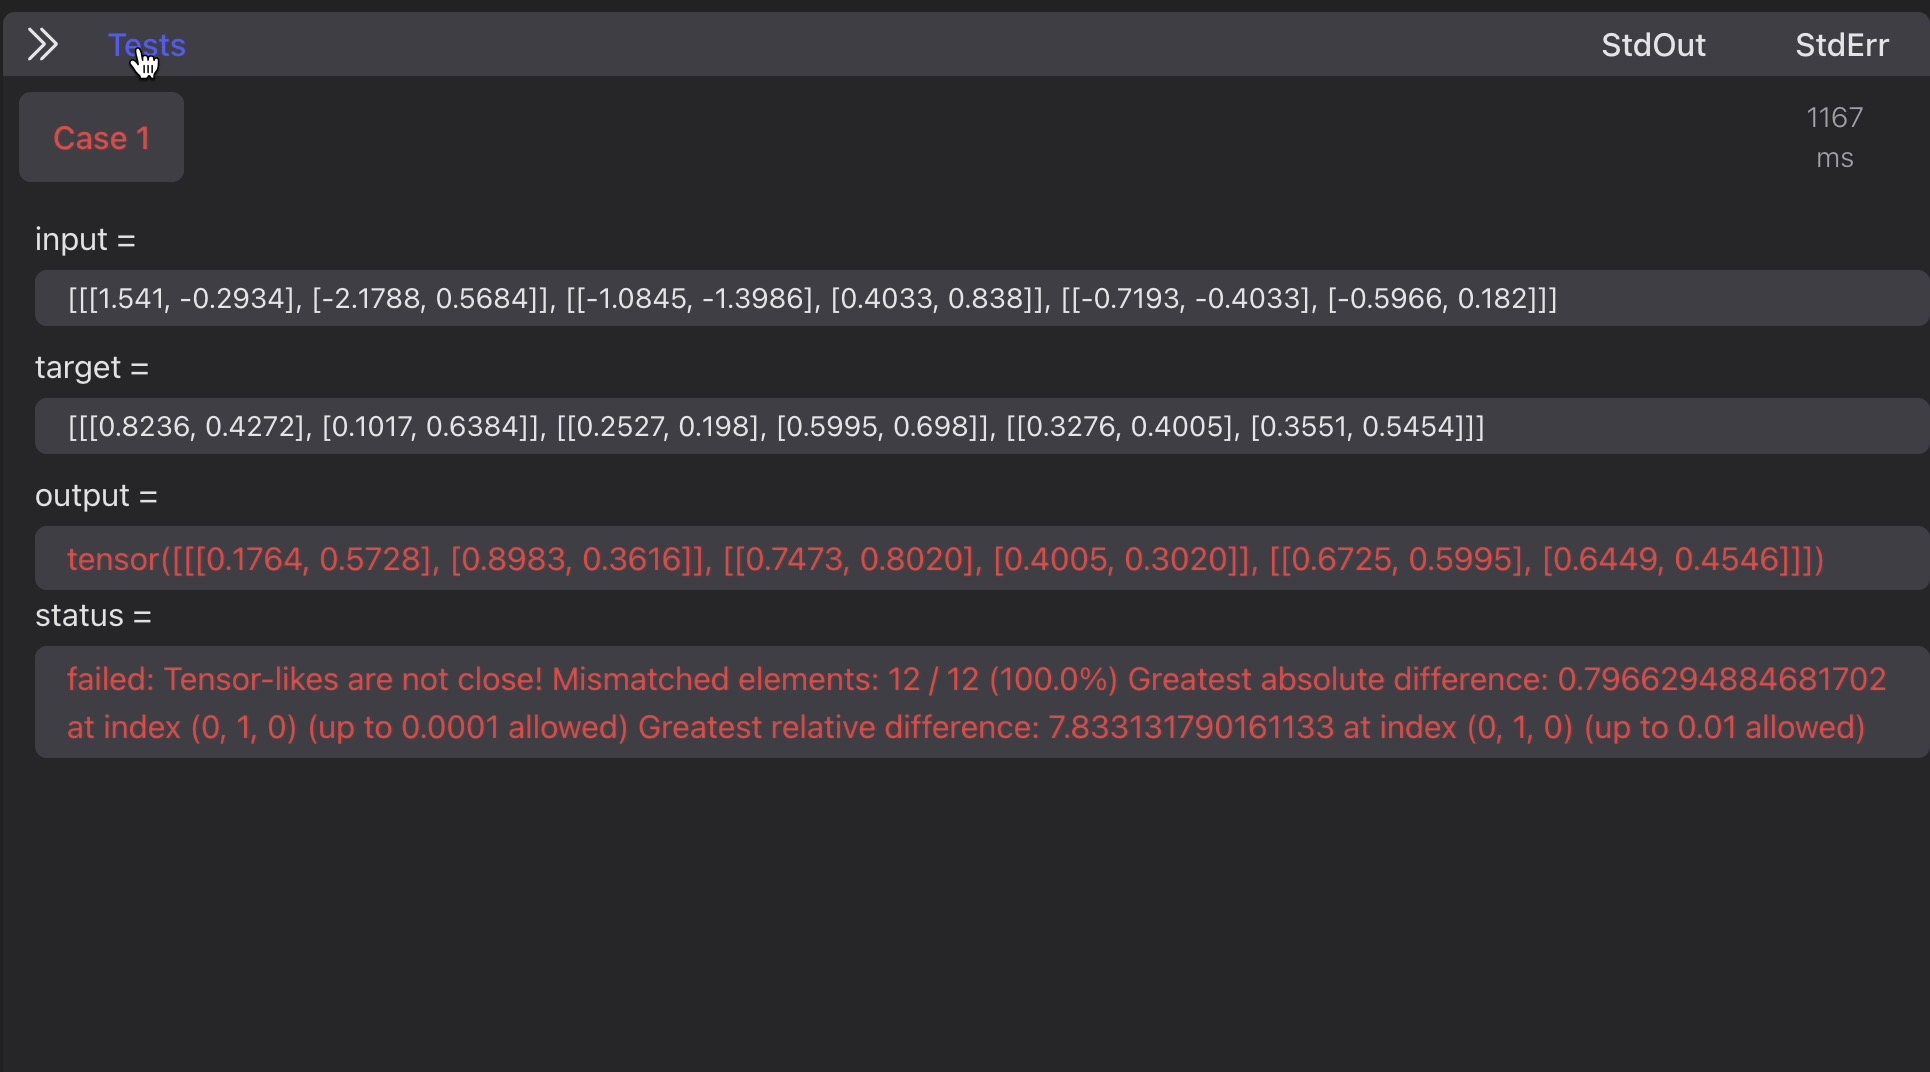 Tests StdOut StdErr
Case 1
1167
ms
input =
[[[1.541, -0.2934], [-2.1788, 0.5684]], [[-1.0845, -1.3986], [0.4033, 0.838]], [[-0.7193, -0.4033], [-0.5966, 0.182]]]
target =
[[[0.8236, 0.4272], [0.1017, 0.6384]], [[0.2527, 0.198], [0.5995, 0.698]], [[0.3276, 0.4005], [0.3551, 0.5454]]]
output =
tensor([[[0.1764, 0.5728], [0.8983, 0.3616]], [[0.7473, 0.8020], [0.4005, 0.3020]], [[0.6725, 0.5995], [0.6449, 0.4546]]])
status =
failed: Tensor-likes are not close! Mismatched elements: 12 / 12 (100.0%) Greatest absolute difference: 0.7966294884681702
at index (0, 1, 0) (up to 0.0001 allowed) Greatest relative difference: 7.833131790161133 at index (0, 1, 0) (up to 0.01 allowed)